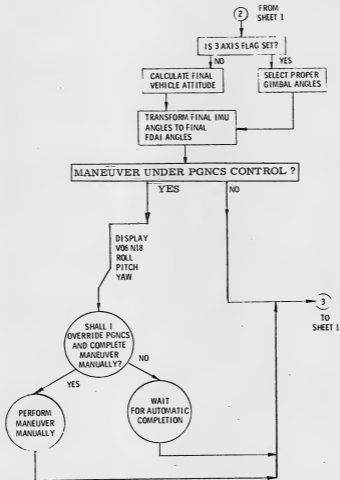 2
FROM
SHEET 1
IS 3 AXIS FLAG SET?
NO
YES
CALCULATE FINAL
VEHICLE ATTITUDE
SELECT PROPER
GIMBAL ANGLES
TRANSFORM FINAL IMU
ANGLES TO FINAL
FDAI ANGLES
MANEUVER UNDER PGNCS CONTROL ?
YES
NO
DISPLAY
V06 N18
ROLL
PITCH
YAW
3
TO
SHEET 1
SHALL I
OVERRIDE PGNCS
AND COMPLETE
MANEUVER
MANUALLY?
YES
NO
PERFORM
MANEUVER
MANUALLY
WAIT
FOR AUTOMATIC
COMPLETION